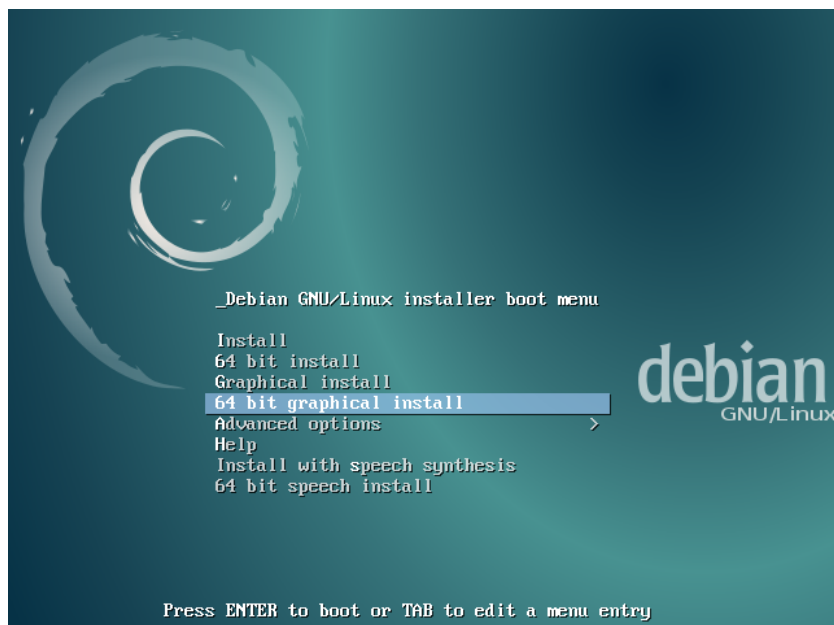 _Debian GNU/Linux installer boot menu
Install
64 bit install
Graphical install
64 bit graphical install
Advanced options >
Help
Install with speech synthesis
64 bit speech install
debian
GNU/Linux
Press ENTER to boot or TAB to edit a menu entry